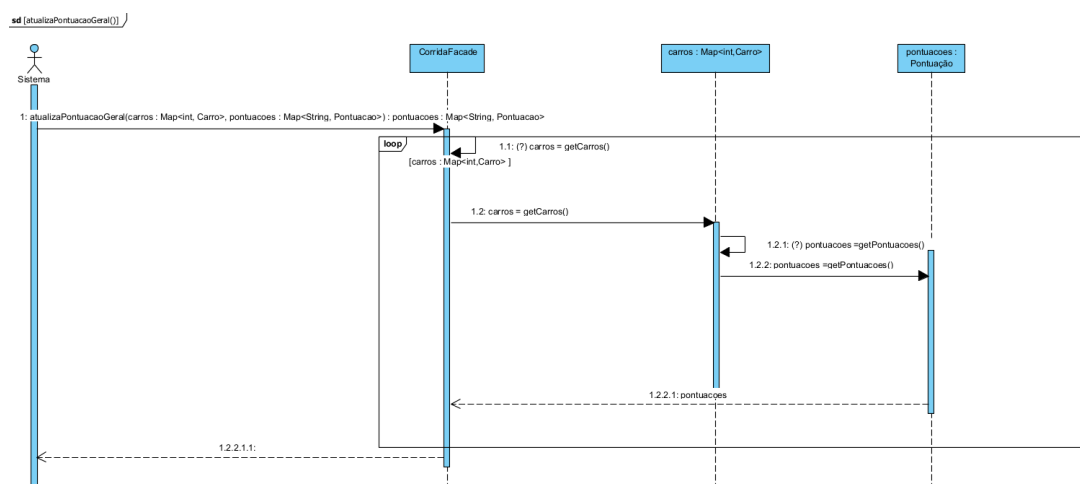 sd [atualizaPontuacaoGeral()]
Sistema
CorridaFacade
carros : Map<int,Carro>
pontuacoes :
Pontuação
1: atualizaPontuacaoGeral(carros : Map<int, Carro>, pontuacoes : Map<String, Pontuacao>) : pontuacoes : Map<String, Pontuacao>
loop
1.1: (?) carros = getCarros()
[carros : Map<int,Carro> ]
1.2: carros = getCarros()
1.2.1: (?) pontuacoes =getPontuacoes()
1.2.2: pontuacoes =getPontuacoes()
1.2.2.1: pontuacoes
1.2.2.1.1: